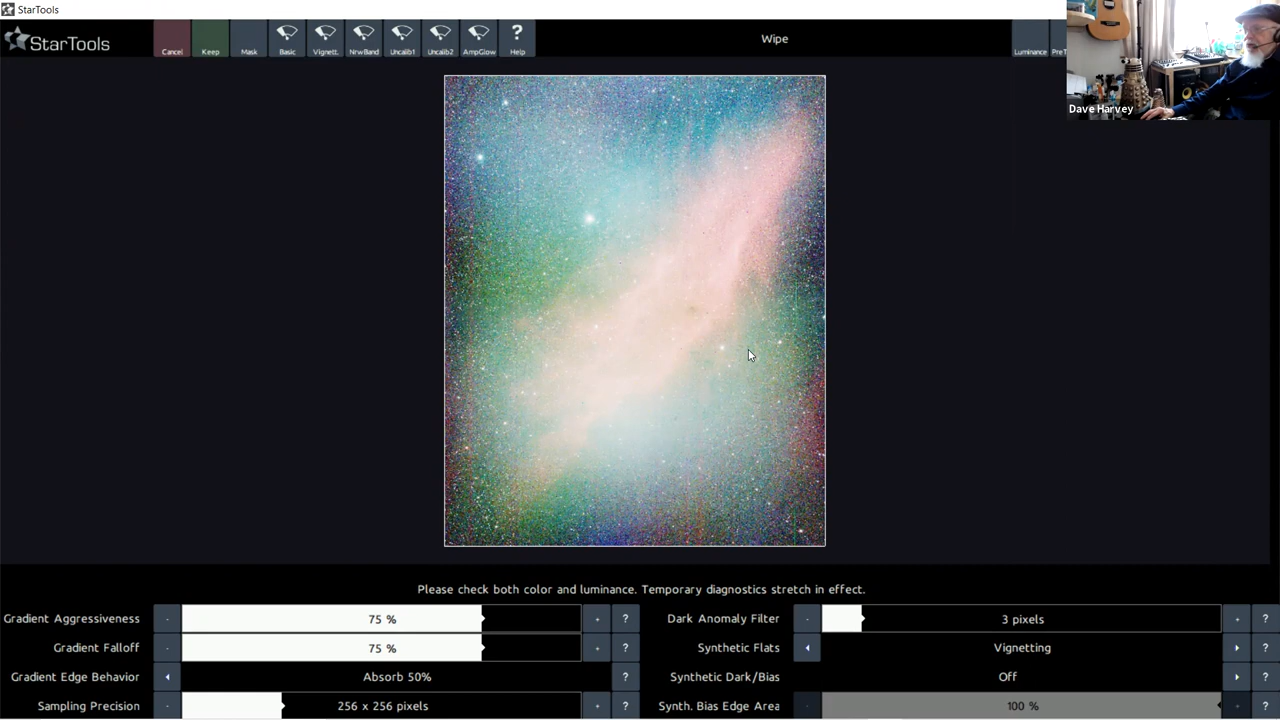 StarTools
StarTools
Cancel
Keep
Mask
Basic
Vignett.
NrwBand
Uncalib1
Uncalib2
AmpGlow
?
Help
Wipe
Luminance
PreT
Dave Harvey
Please check both color and luminance. Temporary diagnostics stretch in effect.
Gradient Aggressiveness - 75 % + ?
Gradient Falloff - 75 % + ?
Gradient Edge Behavior Absorb 50% ?
Sampling Precision - 256 x 256 pixels + ?
Dark Anomaly Filter - 3 pixels + ?
Synthetic Flats Vignetting ?
Synthetic Dark/Bias Off ?
Synth. Bias Edge Area - 100 % + ?